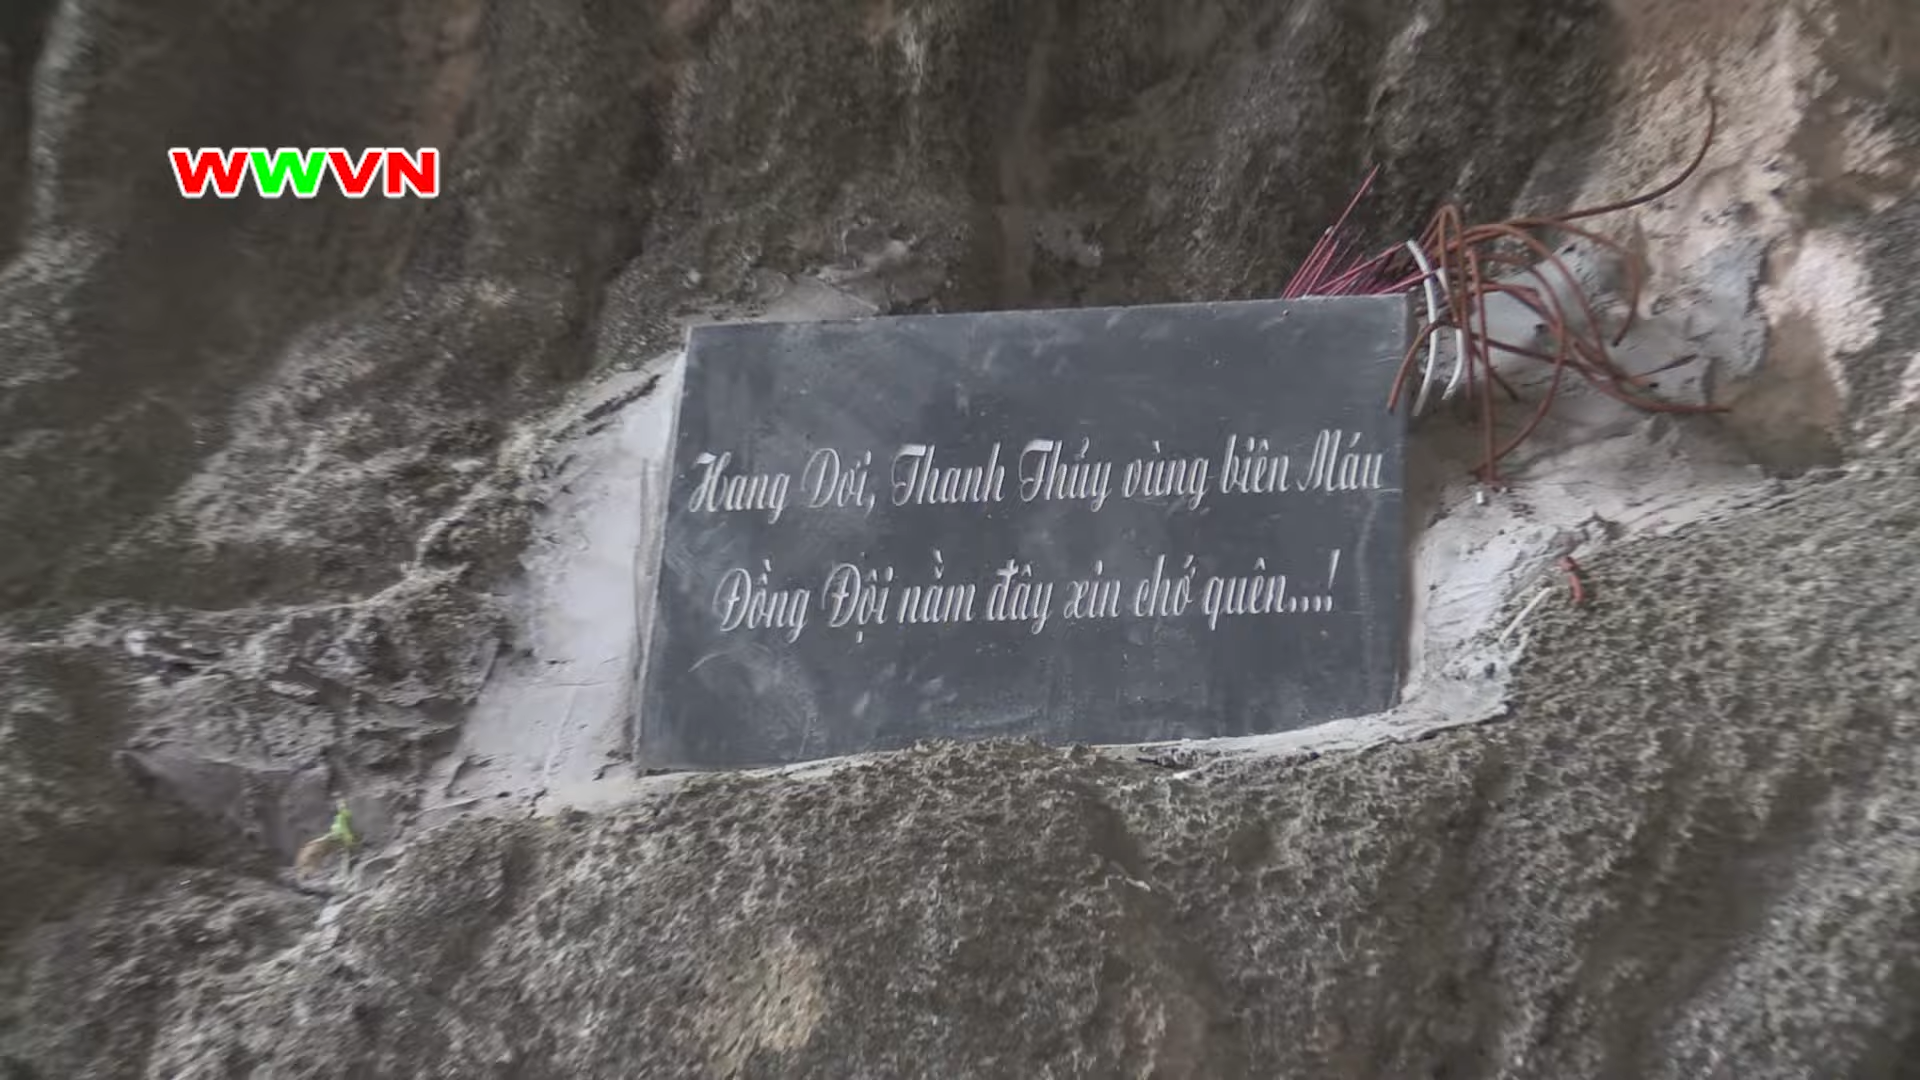 WWVN
Hang Dơi, Thanh Thủy vùng biên Máu
Đồng Đội nằm đây xin chớ quên....!